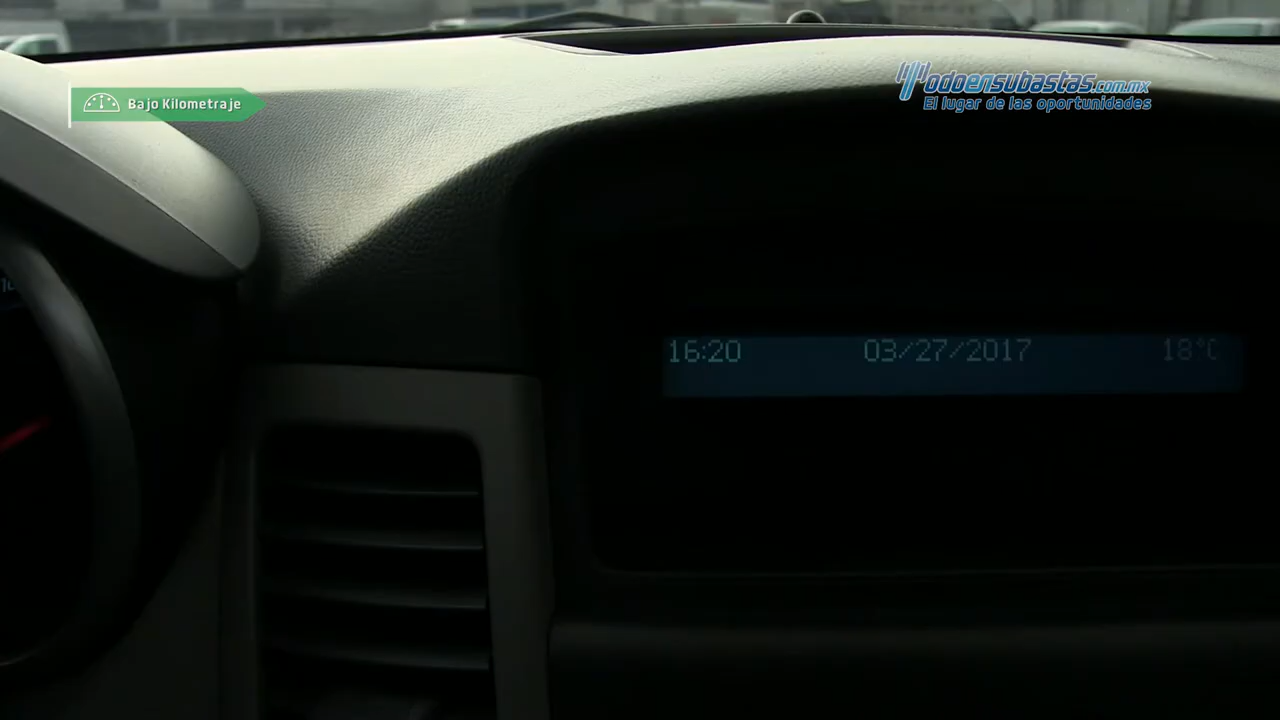 Bajo Kilometraje
Todoensubastas.com.mx
El lugar de las oportunidades
16:20 03/27/2017 18°C